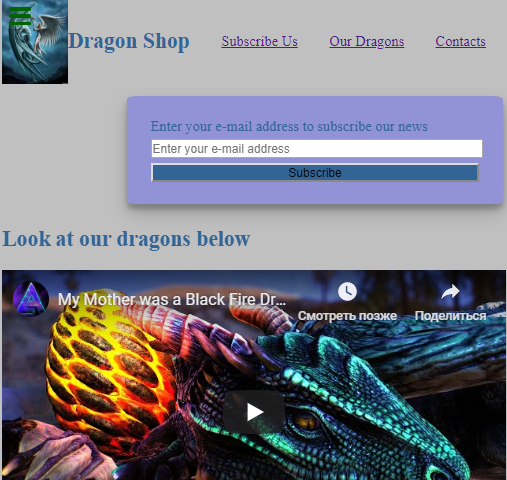 Dragon Shop
Subscribe Us
Our Dragons
Contacts
Enter your e-mail address to subscribe our news
Enter your e-mail address
Subscribe
Look at our dragons below
My Mother was a Black Fire Dr...
Смотреть позже
Поделиться